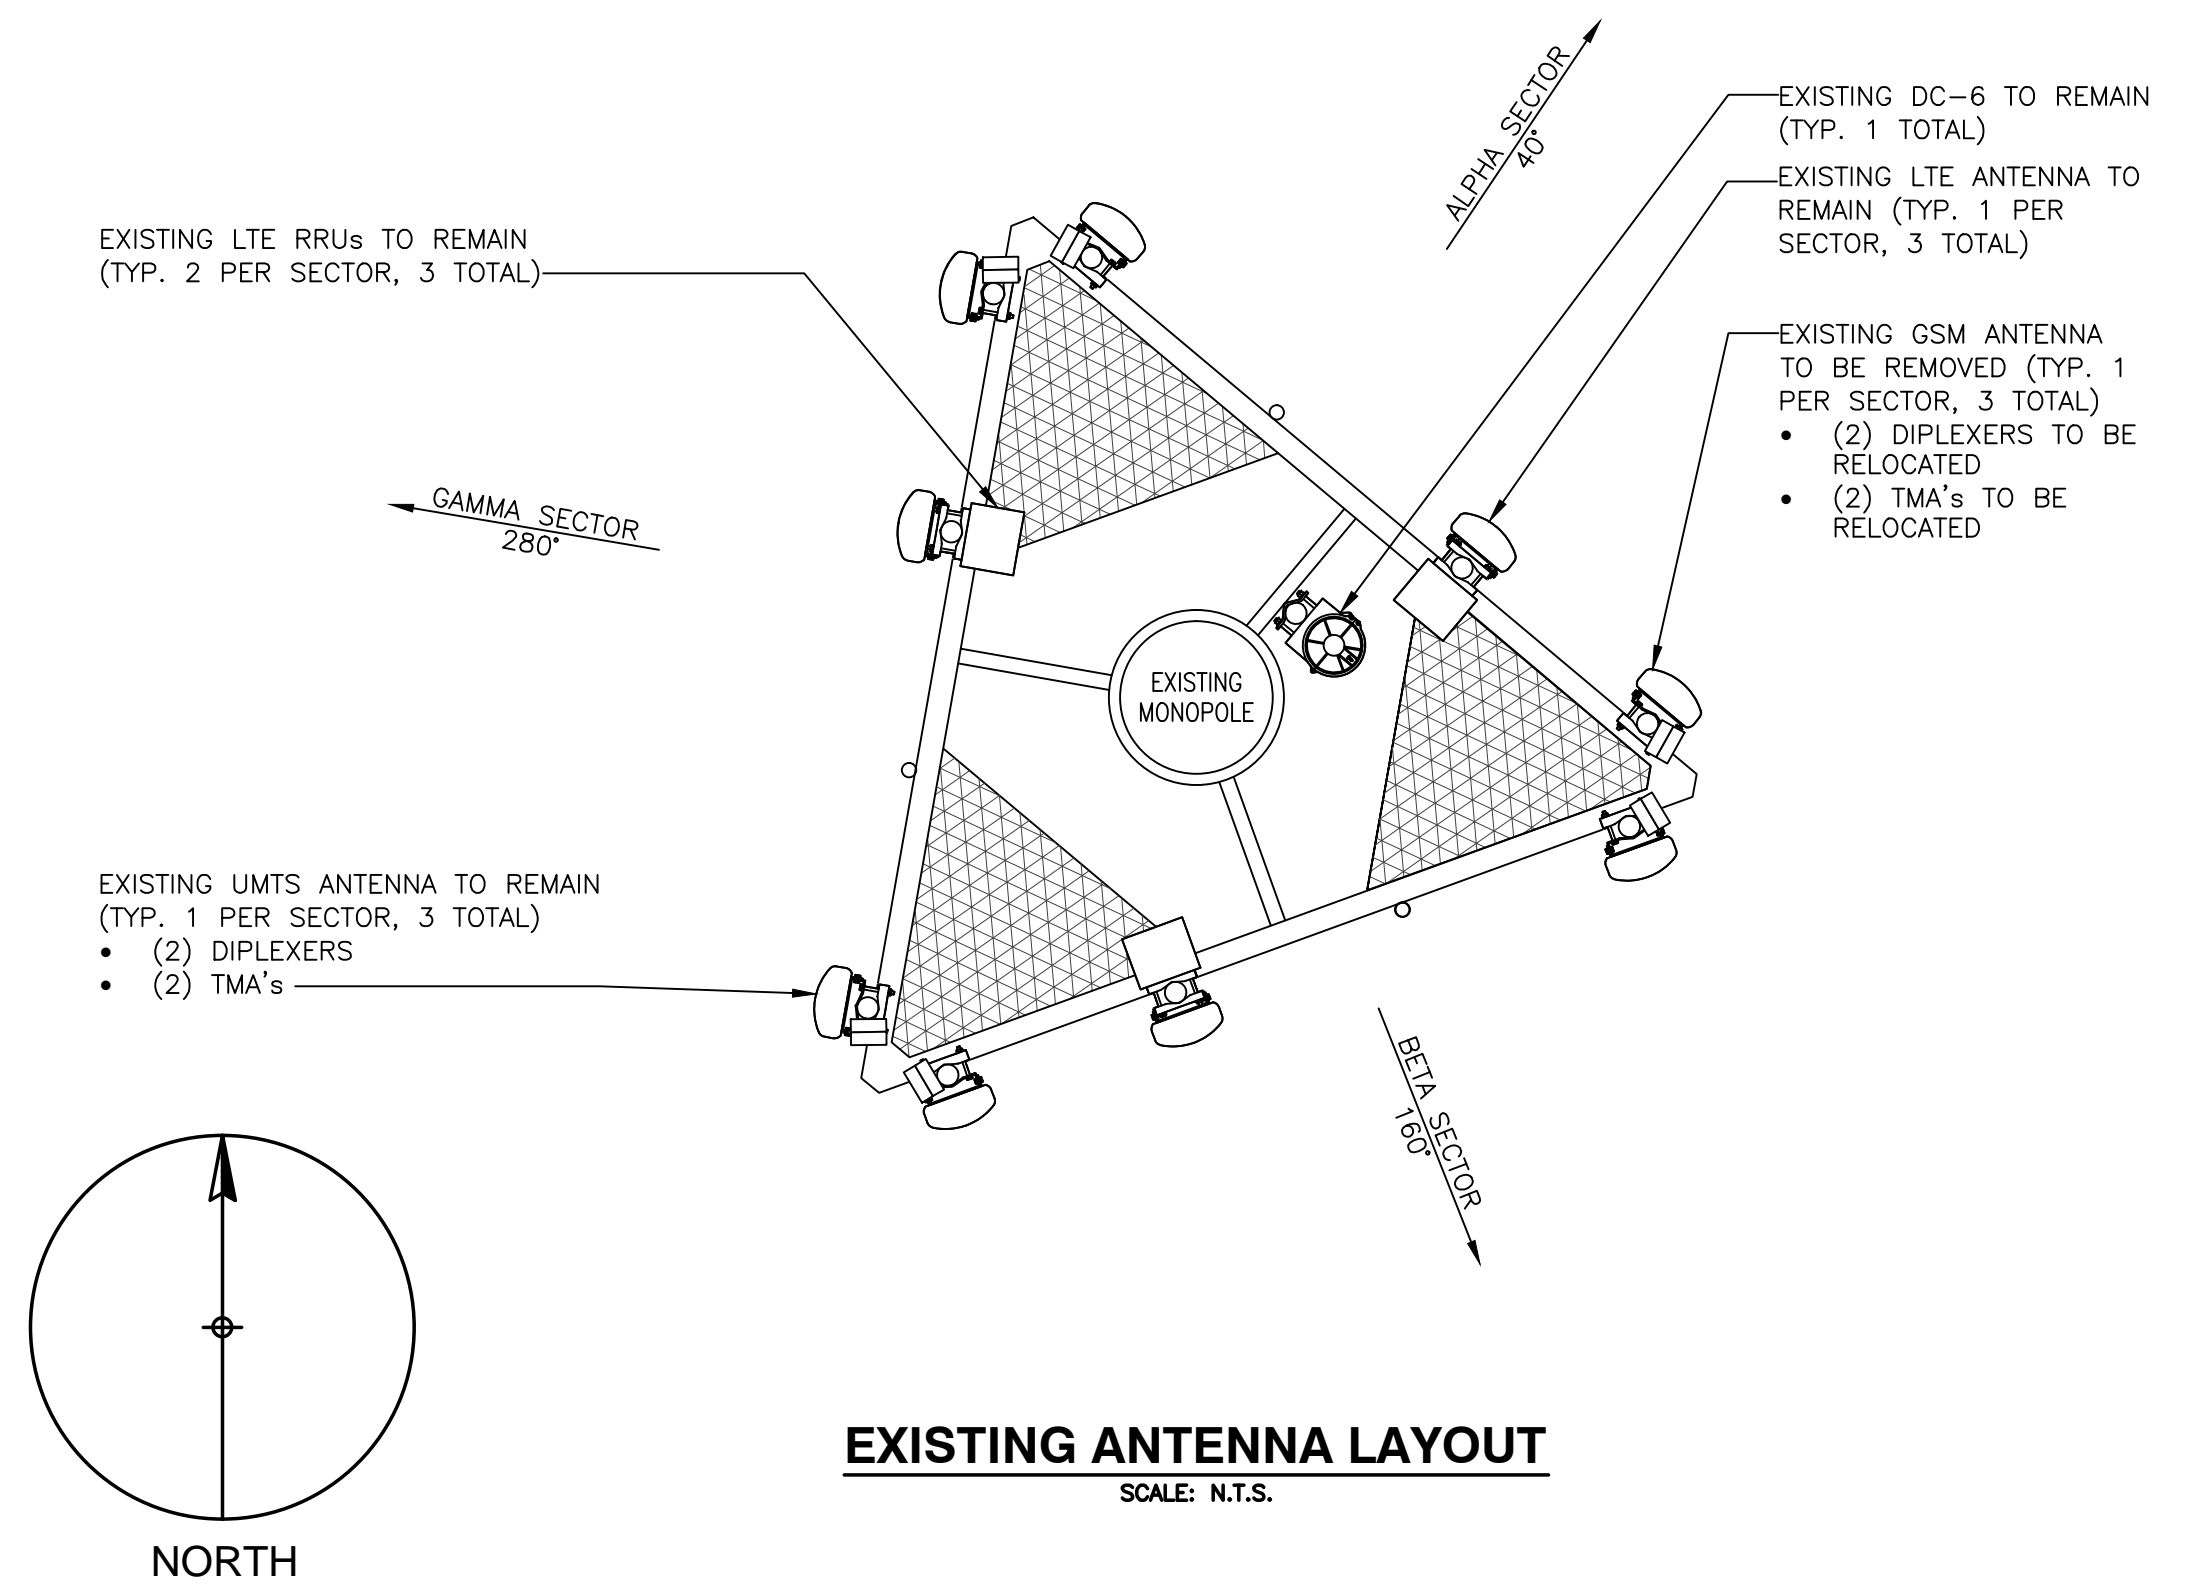 ALPHA SECTOR
40°
EXISTING DC-6 TO REMAIN
(TYP. 1 TOTAL)
EXISTING LTE ANTENNA TO
REMAIN (TYP. 1 PER
SECTOR, 3 TOTAL)
EXISTING LTE RRUs TO REMAIN
(TYP. 2 PER SECTOR, 3 TOTAL)
EXISTING GSM ANTENNA
TO BE REMOVED (TYP. 1
PER SECTOR, 3 TOTAL)
• (2) DIPLEXERS TO BE
RELOCATED
• (2) TMA's TO BE
RELOCATED
GAMMA SECTOR
280°
EXISTING
MONOPOLE
EXISTING UMTS ANTENNA TO REMAIN
(TYP. 1 PER SECTOR, 3 TOTAL)
• (2) DIPLEXERS
• (2) TMA's
BETA SECTOR
160°
EXISTING ANTENNA LAYOUT
SCALE: N.T.S.
NORTH